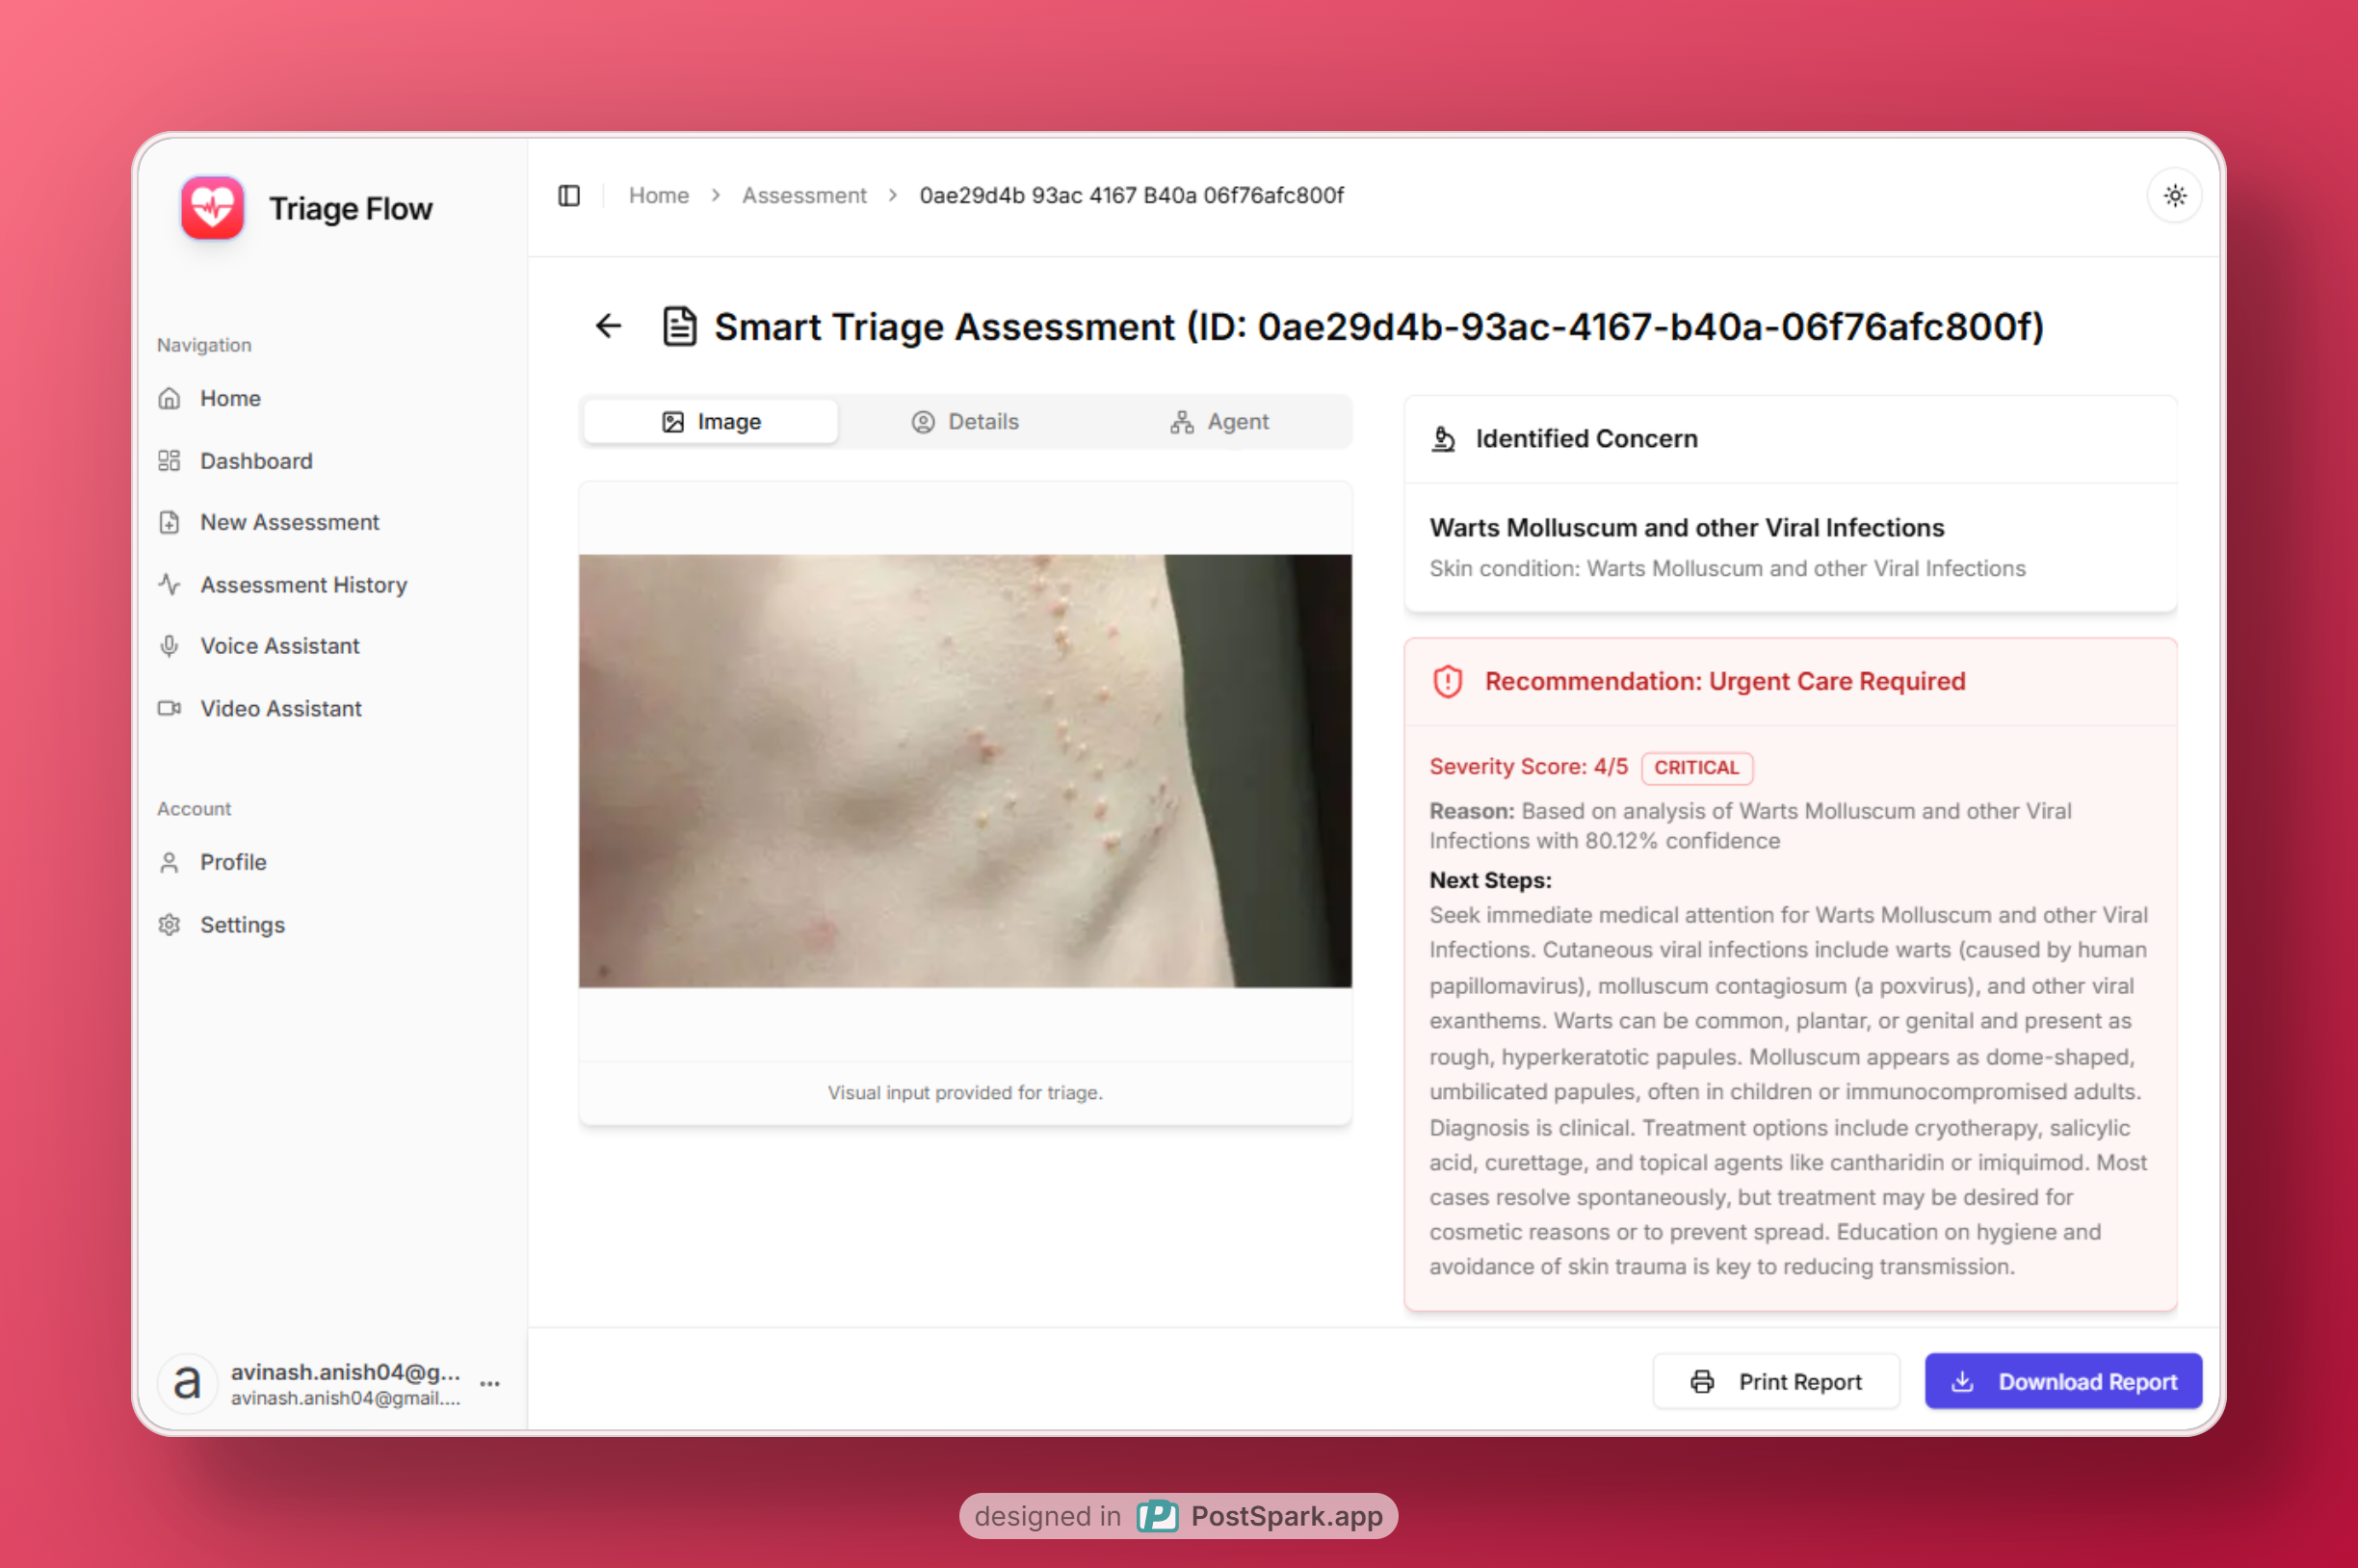 Triage Flow
Navigation
Home
Dashboard
New Assessment
Assessment History
Voice Assistant
Video Assistant
Account
Profile
Settings
a
avinash.anish04@g...
avinash.anish04@gmail....
Home > Assessment > 0ae29d4b 93ac 4167 B40a 06f76afc800f
Smart Triage Assessment (ID: 0ae29d4b-93ac-4167-b40a-06f76afc800f)
Image Details Agent
Visual input provided for triage.
Identified Concern
Warts Molluscum and other Viral Infections
Skin condition: Warts Molluscum and other Viral Infections
Recommendation: Urgent Care Required
Severity Score: 4/5 CRITICAL
Reason: Based on analysis of Warts Molluscum and other Viral
Infections with 80.12% confidence
Next Steps:
Seek immediate medical attention for Warts Molluscum and other Viral
Infections. Cutaneous viral infections include warts (caused by human
papillomavirus), molluscum contagiosum (a poxvirus), and other viral
exanthems. Warts can be common, plantar, or genital and present as
rough, hyperkeratotic papules. Molluscum appears as dome-shaped,
umbilicated papules, often in children or immunocompromised adults.
Diagnosis is clinical. Treatment options include cryotherapy, salicylic
acid, curettage, and topical agents like cantharidin or imiquimod. Most
cases resolve spontaneously, but treatment may be desired for
cosmetic reasons or to prevent spread. Education on hygiene and
avoidance of skin trauma is key to reducing transmission.
Print Report
Download Report
designed in P PostSpark.app